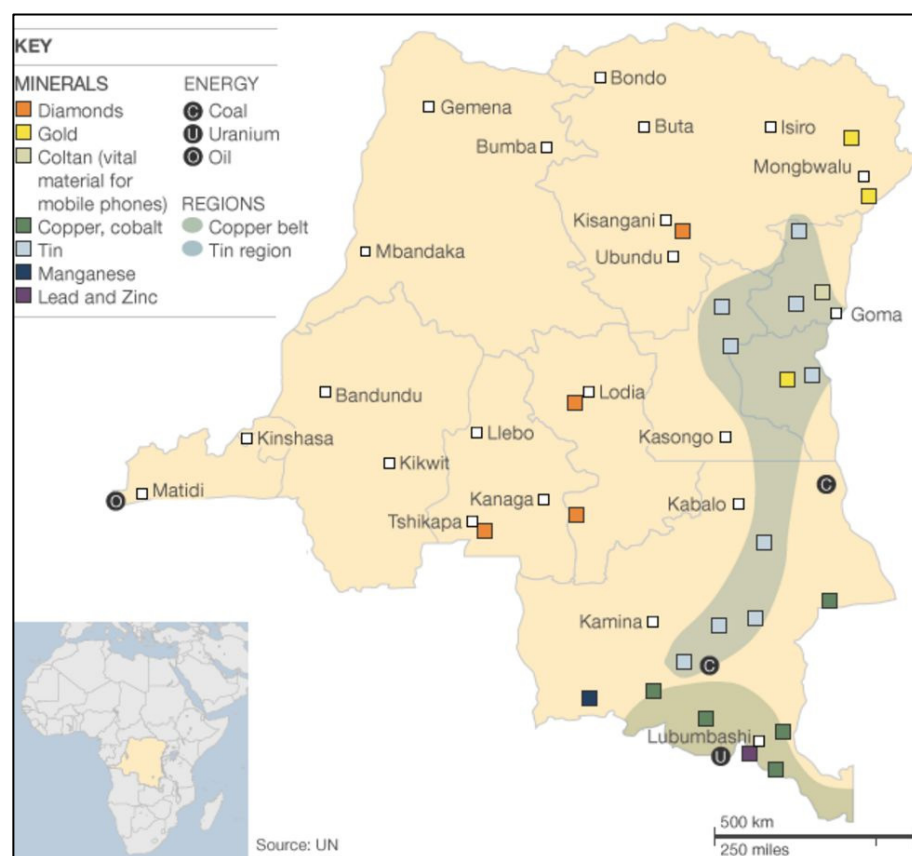 KEY
MINERALS
Diamonds
Gold
Coltan (vital
material for
mobile phones)
Copper, cobalt
Tin
Manganese
Lead and Zinc
ENERGY
C Coal
U Uranium
O Oil
REGIONS
Copper belt
Tin region
Bondo
Gemena
Buta
Isiro
Bumba
Mongbwalu
Kisangani
Mbandaka
Ubundu
Goma
Bandundu
Lodia
Kinshasa
Llebo
Kasongo
Kikwit
O
Matidi
Kanaga
Kabalo
C
Tshikapa
Kamina
C
Lubumbashi
U
500 km
250 miles
Source: UN